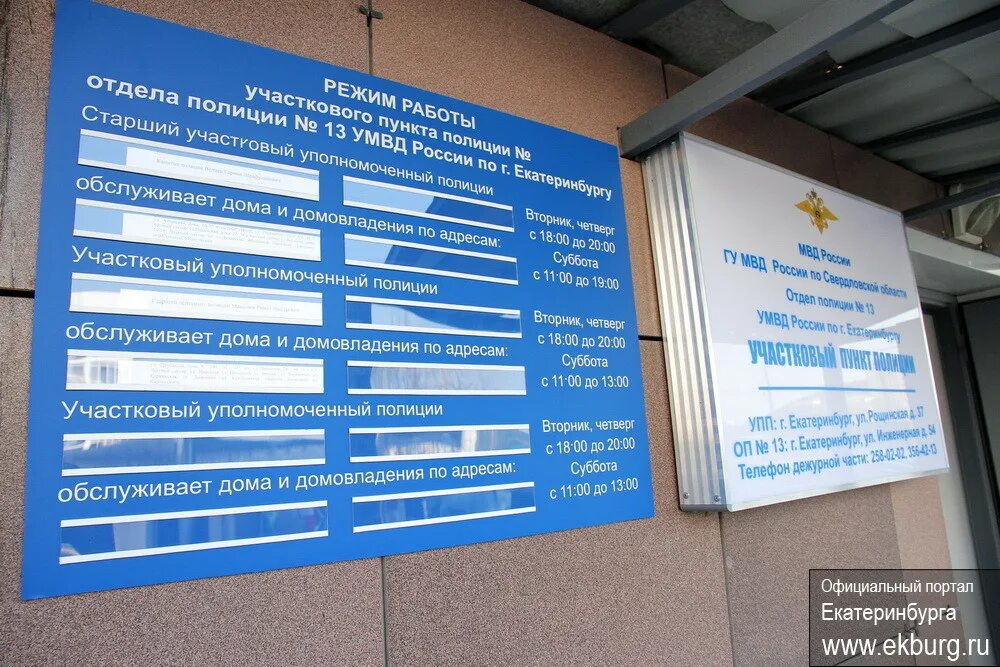 РЕЖИМ РАБОТЫ
участкового пункта полиции №
отдела полиции № 13 УМВД России по г. Екатеринбургу
Старший участковый уполномоченный полиции
обслуживает дома и домовладения по адресам:
Вторник, четверг
с 18:00 до 20:00
Суббота
с 11:00 до 19:00
Участковый уполномоченный полиции
обслуживает дома и домовладения по адресам:
Вторник, четверг
с 18:00 до 20:00
Суббота
с 11:00 до 13:00
Участковый уполномоченный полиции
обслуживает дома и домовладения по адресам:
Вторник, четверг
с 18:00 до 20:00
Суббота
с 11:00 до 13:00
МВД России
ГУ МВД России по Свердловской области
Отдел полиции № 13
УМВД России по г. Екатеринбургу
УЧАСТКОВЫЙ ПУНКТ ПОЛИЦИИ
УПП: г. Екатеринбург, ул.Рощинская д. 37
ОП № 13: г. Екатеринбург, ул. Инженерная д. 54
Телефон дежурной части: 258-02-02, 356-42-13
Официальный портал
Екатеринбурга
www.ekburg.ru